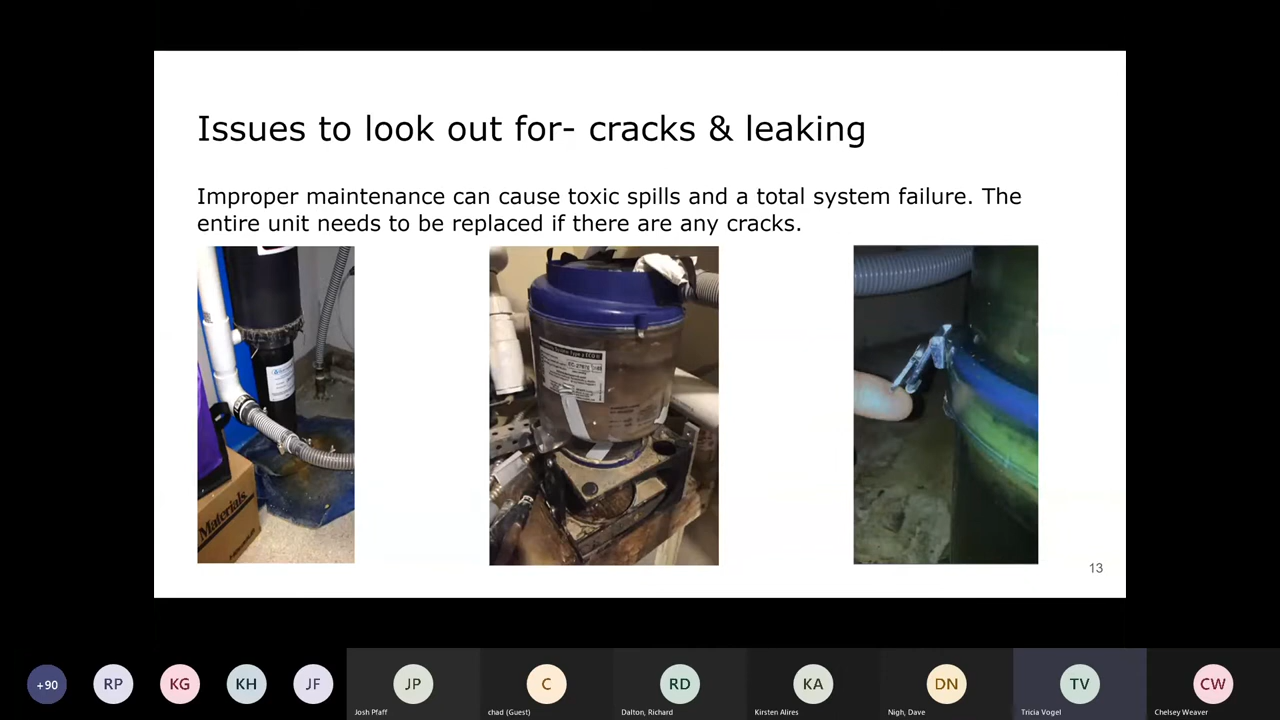 Issues to look out for- cracks & leaking
Improper maintenance can cause toxic spills and a total system failure. The
entire unit needs to be replaced if there are any cracks.
Materials
13
+90
RP
KG
KH
JF
JP
C
RD
KA
DN
TV
CW
Josh Pfaff
chad (Guest)
Dalton, Richard
Kirsten Alires
Nigh, Dave
Tricia Vogel
Chelsey Weaver